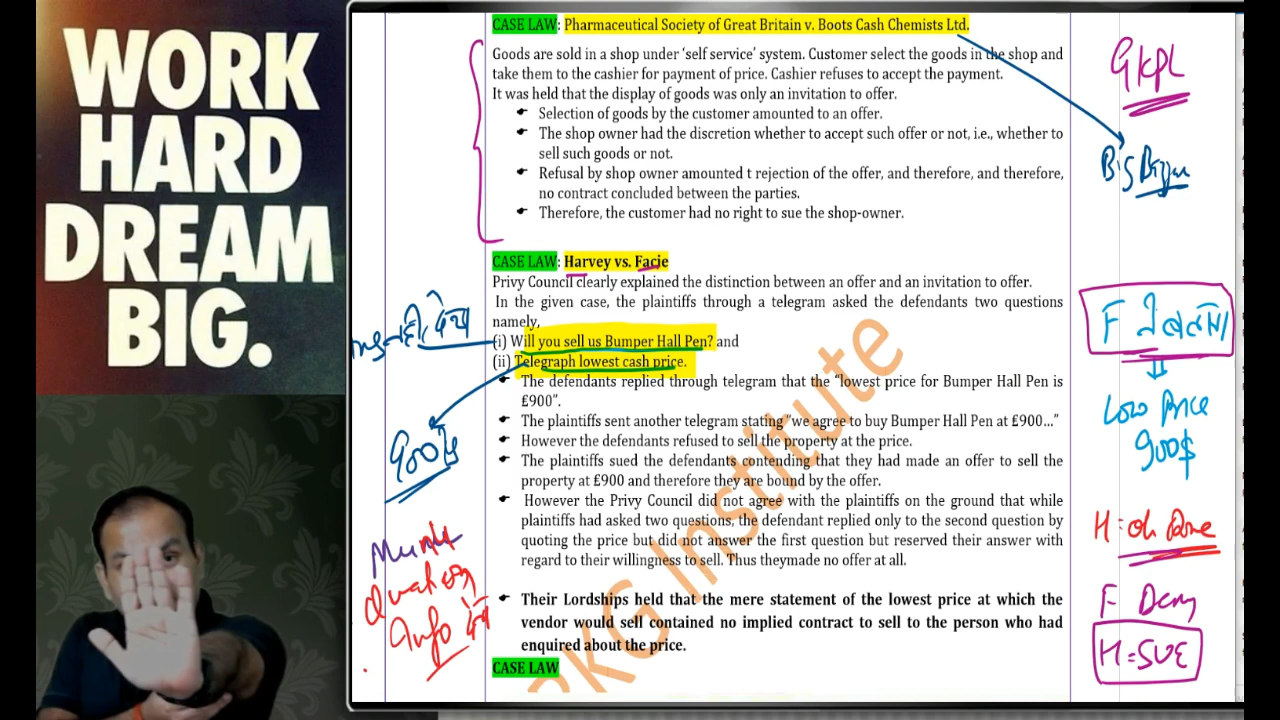 WORK
HARD
DREAM
BIG.
CASE LAW: Pharmaceutical Society of Great Britain v. Boots Cash Chemists Ltd.
Goods are sold in a shop under ‘self service’ system. Customer select the goods in the shop and
take them to the cashier for payment of price. Cashier refuses to accept the payment.
It was held that the display of goods was only an invitation to offer.
Selection of goods by the customer amounted to an offer.
The shop owner had the discretion whether to accept such offer or not, i.e., whether to
sell such goods or not.
Refusal by shop owner amounted t rejection of the offer, and therefore, and therefore,
no contract concluded between the parties.
Therefore, the customer had no right to sue the shop-owner.
CASE LAW: Harvey vs. Facie
Privy Council clearly explained the distinction between an offer and an invitation to offer.
In the given case, the plaintiffs through a telegram asked the defendants two questions
namely,
(i) Will you sell us Bumper Hall Pen? and
(ii) Telegraph lowest cash price.
The defendants replied through telegram that the “lowest price for Bumper Hall Pen is
₤900”.
The plaintiffs sent another telegram stating “we agree to buy Bumper Hall Pen at ₤900...”
However the defendants refused to sell the property at the price.
The plaintiffs sued the defendants contending that they had made an offer to sell the
property at ₤900 and therefore they are bound by the offer.
However the Privy Council did not agree with the plaintiffs on the ground that while
plaintiffs had asked two questions, the defendant replied only to the second question by
quoting the price but did not answer the first question but reserved their answer with
regard to their willingness to sell. Thus theymade no offer at all.
Their Lordships held that the mere statement of the lowest price at which the
vendor would sell contained no implied contract to sell to the person who had
enquired about the price.
CASE LAW
PKG Institute
GKPL
Low Price
900$
F Deny
H=SUE
900
Info